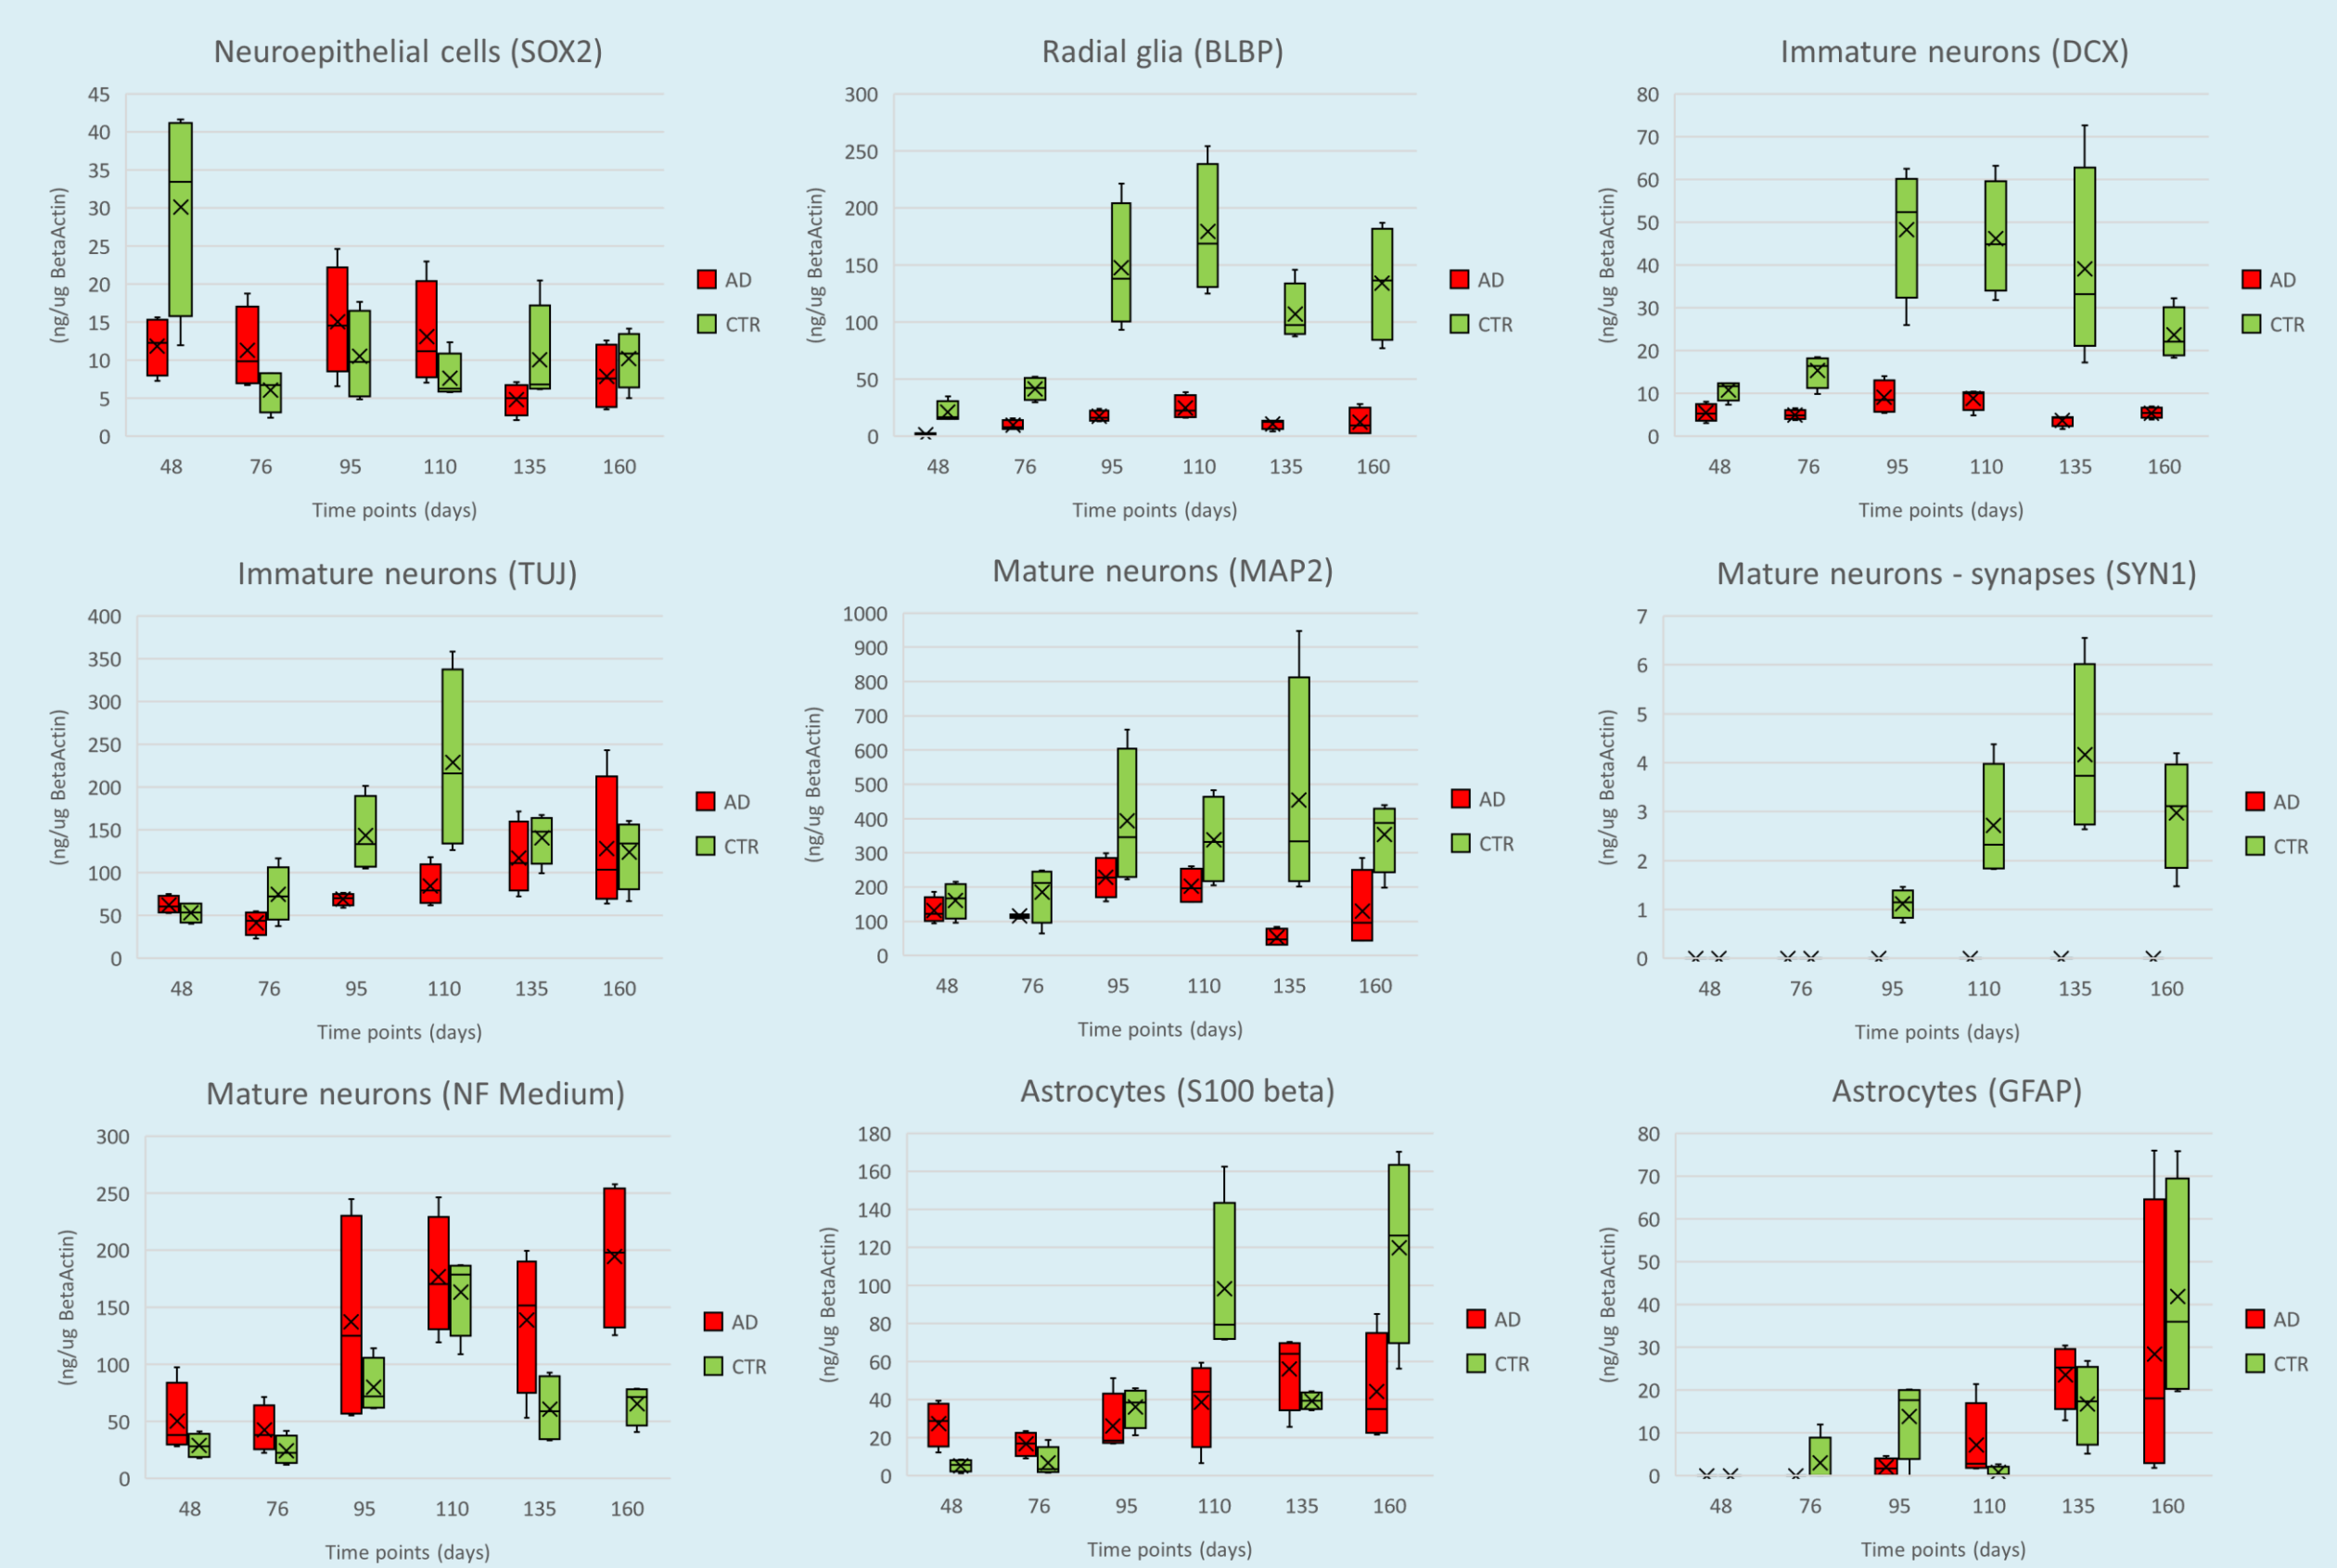 Neuroepithelial cells (SOX2)
45
40
35
30
25
20
15
10
5
0
(ng/ug BetaActin)
48 76 95 110 135 160
Time points (days)
AD
CTR
Radial glia (BLBP)
300
250
200
150
100
50
0
(ng/ug BetaActin)
48 76 95 110 135 160
Time points (days)
AD
CTR
Immature neurons (DCX)
80
70
60
50
40
30
20
10
0
(ng/ug BetaActin)
48 76 95 110 135 160
Time points (days)
AD
CTR
Immature neurons (TUJ)
400
350
300
250
200
150
100
50
0
(ng/ug BetaActin)
48 76 95 110 135 160
Time points (days)
AD
CTR
Mature neurons (MAP2)
1000
900
800
700
600
500
400
300
200
100
0
(ng/ug BetaActin)
48 76 95 110 135 160
Time points (days)
AD
CTR
Mature neurons - synapses (SYN1)
7
6
5
4
3
2
1
0
(ng/ug BetaActin)
48 76 95 110 135 160
Time points (days)
AD
CTR
Mature neurons (NF Medium)
300
250
200
150
100
50
0
(ng/ug BetaActin)
48 76 95 110 135 160
Time points (days)
AD
CTR
Astrocytes (S100 beta)
180
160
140
120
100
80
60
40
20
0
(ng/ug BetaActin)
48 76 95 110 135 160
Time points (days)
AD
CTR
Astrocytes (GFAP)
80
70
60
50
40
30
20
10
0
(ng/ug BetaActin)
48 76 95 110 135 160
Time points (days)
AD
CTR